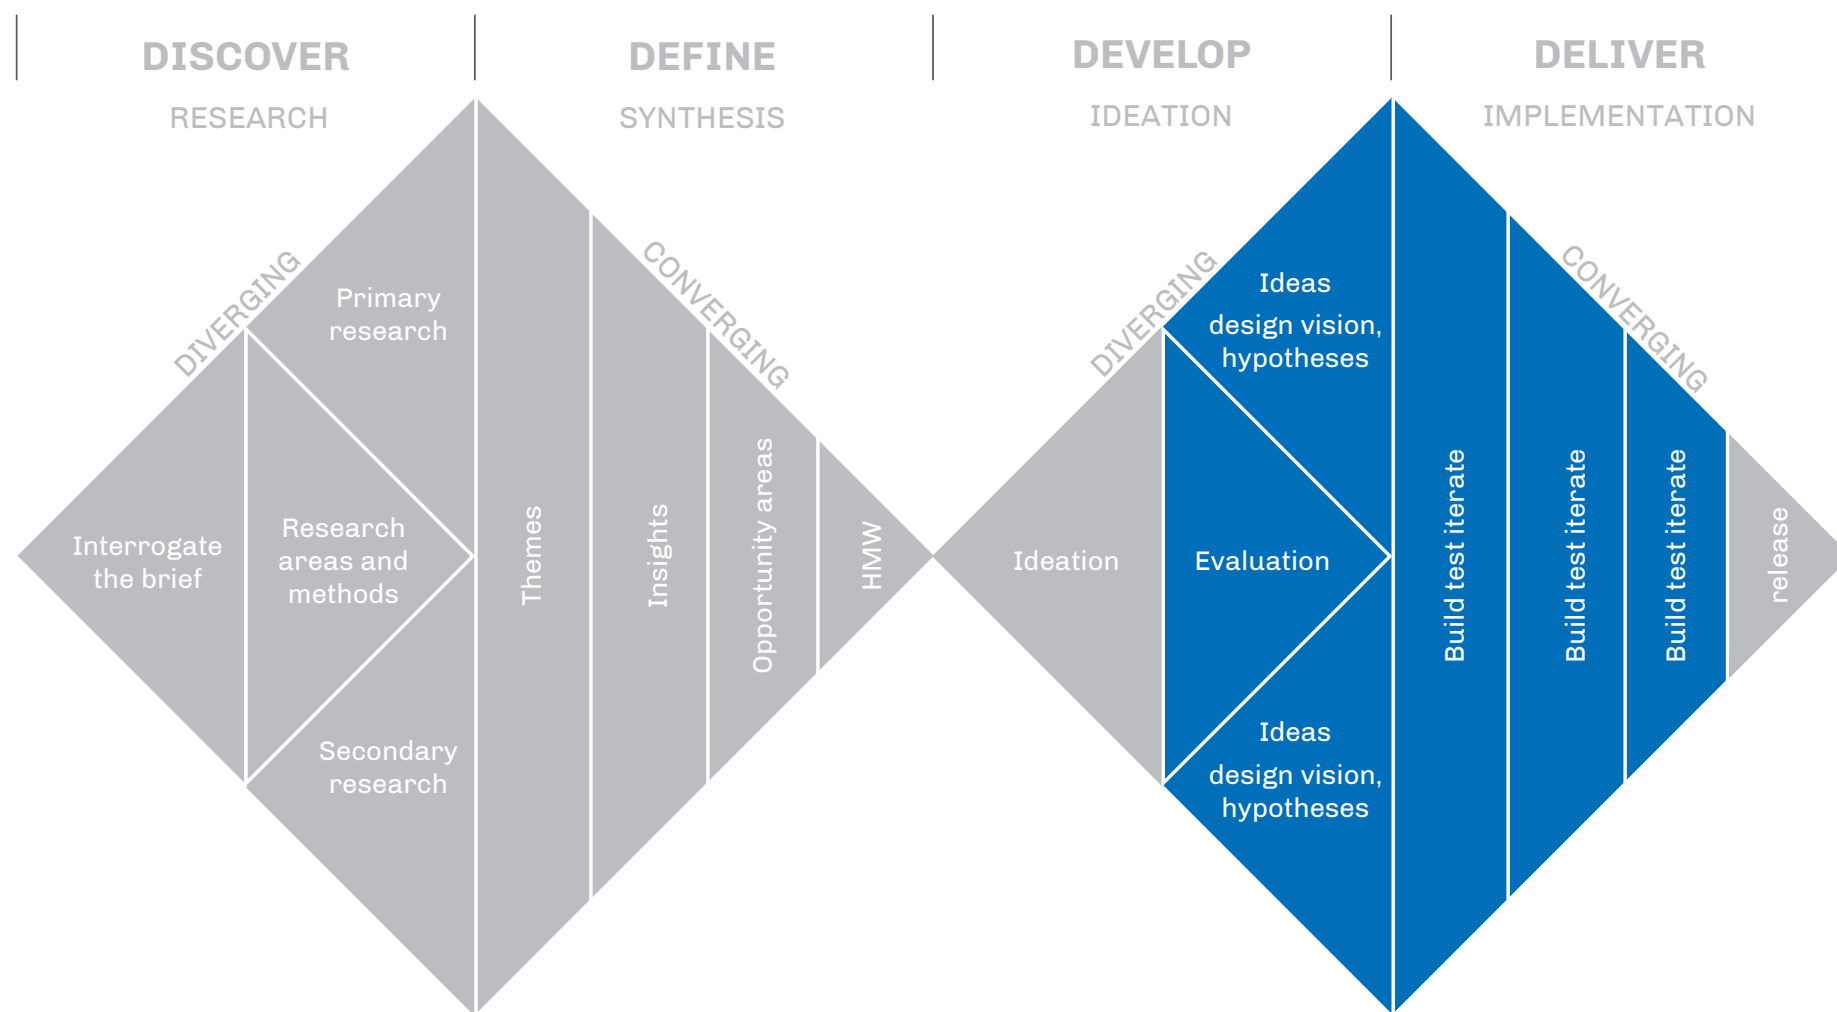 DISCOVER
RESEARCH
DEFINE
SYNTHESIS
DEVELOP
IDEATION
DELIVER
IMPLEMENTATION
DIVERGING
Interrogate
the brief
Research
areas and
methods
Primary
research
Secondary
research
CONVERGING
Themes
Insights
Opportunity areas
HMW
DIVERGING
Ideation
Evaluation
Ideas
design vision,
hypotheses
Ideas
design vision,
hypotheses
CONVERGING
Build test iterate
Build test iterate
Build test iterate
release